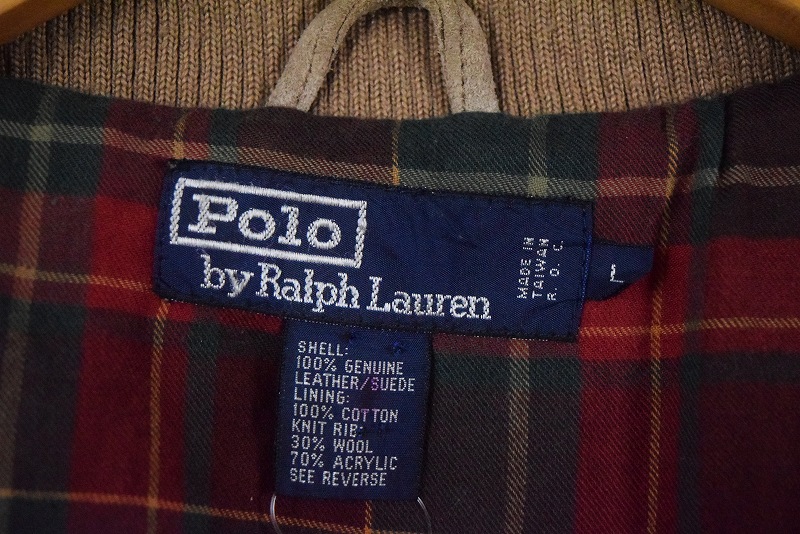 Polo
by Ralph Lauren
MADE IN
TAIWAN
R. O. C.
L
SHELL:
100% GENUINE
LEATHER/SUEDE
LINING:
100% COTTON
KNIT RIB:
30% WOOL
70% ACRYLIC
SEE REVERSE